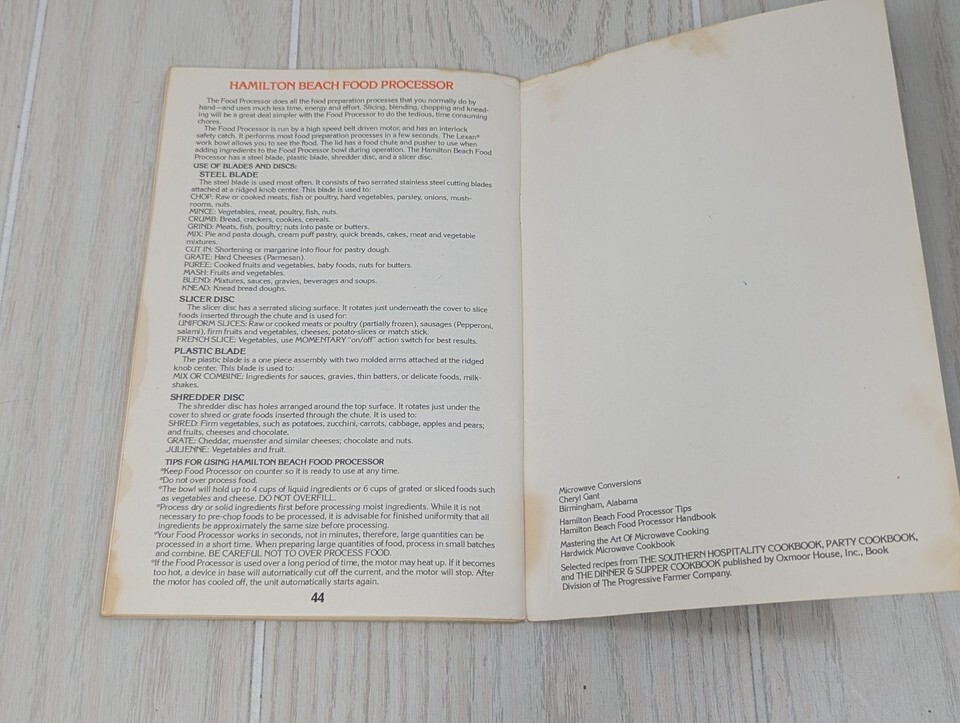 HAMILTON BEACH FOOD PROCESSOR
The Food Processor does all the food preparation processes that you normally do by
hand—and uses much less time, energy and effort. Slicing, blending, chopping and knead-
ing will be a great deal simpler with the Food Processor to do the tedious, time consuming
chores.
The Food Processor is run by a high speed belt driven motor, and has an interlock
safety catch. It performs most food preparation processes in a few seconds. The Lexan*
work bowl allows you to see the food. The lid has a food chute and pusher to use when
adding ingredients to the Food Processor bowl during operation. The Hamilton Beach Food
Processor has a steel blade, plastic blade, shredder disc, and a slicer disc.
USE OF BLADES AND DISCS:
STEEL BLADE
The steel blade is used most often. It consists of two serrated stainless steel cutting blades
attached at a ridged knob center. This blade is used to:
CHOP: Raw or cooked meats, fish or poultry, hard vegetables, parsley, onions, mush-
rooms, nuts.
MINCE: Vegetables, meat, poultry, fish, nuts.
CRUMB: Bread, crackers, cookies, cereals.
GRIND: Meats, fish, poultry; nuts into paste or butters.
MIX: Pie and pasta dough, cream puff pastry, quick breads, cakes, meat and vegetable
mixtures.
CUT IN: Shortening or margarine into flour for pastry dough.
GRATE: Hard Cheeses (Parmesan).
PUREE: Cooked fruits and vegetables, baby foods, nuts for butters.
MASH: Fruits and vegetables.
BLEND: Mixtures, sauces, gravies, beverages and soups.
KNEAD: Knead bread doughs.
SLICER DISC
The slicer disc has a serrated slicing surface. It rotates just underneath the cover to slice
foods inserted through the chute and is used for:
UNIFORM SLICES: Raw or cooked meats or poultry (partially frozen), sausages (Pepperoni,
salami), firm fruits and vegetables, cheeses, potato-slices or match stick.
FRENCH SLICE: Vegetables, use MOMENTARY "on/off" action switch for best results.
PLASTIC BLADE
The plastic blade is a one piece assembly with two molded arms attached at the ridged
knob center. This blade is used to:
MIX OR COMBINE: Ingredients for sauces, gravies, thin batters, or delicate foods, milk-
shakes.
SHREDDER DISC
The shredder disc has holes arranged around the top surface. It rotates just under the
cover to shred or grate foods inserted through the chute. It is used to:
SHRED: Firm vegetables, such as potatoes, zucchini, carrots, cabbage, apples and pears;
and fruits, cheeses and chocolate.
GRATE: Cheddar, muenster and similar cheeses; chocolate and nuts.
JULIENNE: Vegetables and fruit.
TIPS FOR USING HAMILTON BEACH FOOD PROCESSOR
*Keep Food Processor on counter so it is ready to use at any time.
*Do not over process food.
*The bowl will hold up to 4 cups of liquid ingredients or 6 cups of grated or sliced foods such
as vegetables and cheese. DO NOT OVERFILL.
*Process dry or solid ingredients first before processing moist ingredients. While it is not
necessary to pre-chop foods to be processed, it is advisable for finished uniformity that all
ingredients be approximately the same size before processing.
*Your Food Processor works in seconds, not in minutes, therefore, large quantities can be
processed in a short time. When preparing large quantities of food, process in small batches
and combine. BE CAREFUL NOT TO OVER PROCESS FOOD.
*If the Food Processor is used over a long period of time, the motor may heat up. If it becomes
too hot, a device in base will automatically cut off the current, and the motor will stop. After
the motor has cooled off, the unit automatically starts again.
44
Microwave Conversions
Cheryl Gant
Birmingham, Alabama
Hamilton Beach Food Processor Tips
Hamilton Beach Food Processor Handbook
Mastering the Art Of Microwave Cooking
Hardwick Microwave Cookbook
Selected recipes from THE SOUTHERN HOSPITALITY COOKBOOK, PARTY COOKBOOK,
and THE DINNER & SUPPER COOKBOOK published by Oxmoor House, Inc., Book
Division of The Progressive Farmer Company.